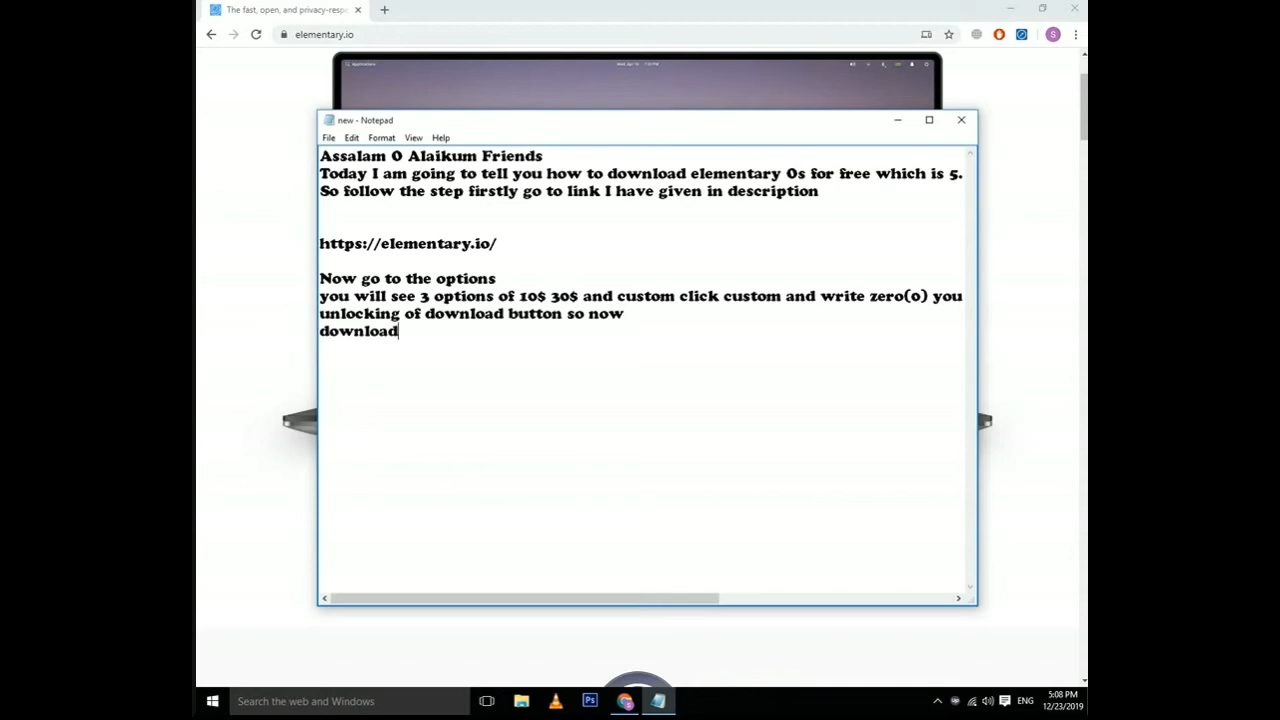 The fast, open, and privacy-resp
elementary.io
Applications
new - Notepad
File Edit Format View Help
Assalam O Alaikum Friends
Today I am going to tell you how to download elementary Os for free which is 5.
So follow the step firstly go to link I have given in description
https://elementary.io/
Now go to the options
you will see 3 options of 10$ 30$ and custom click custom and write zero(0) you
unlocking of download button so now
download
Search the web and Windows
Ps
ENG
5:08 PM
12/23/2019